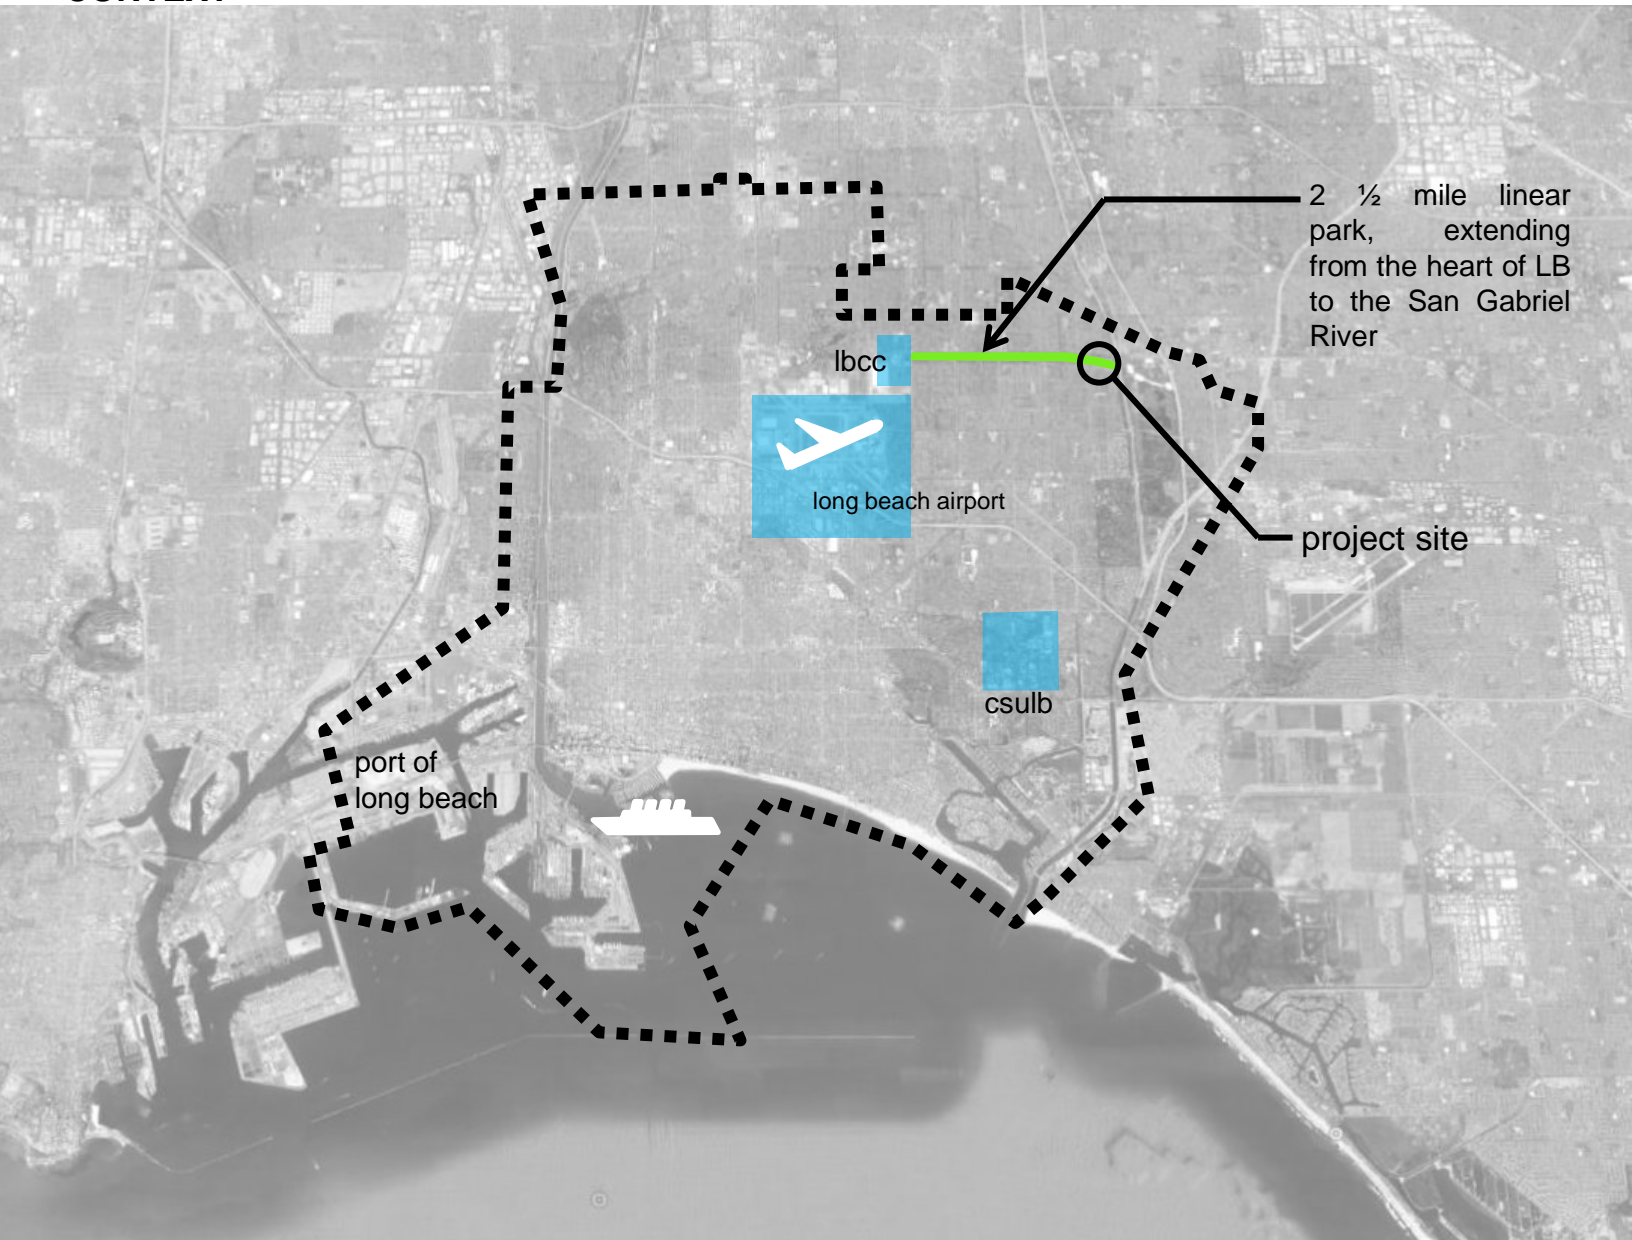 2 ½ mile linear
park, extending
from the heart of LB
to the San Gabriel
River
lbcc
long beach airport
project site
csulb
port of
long beach